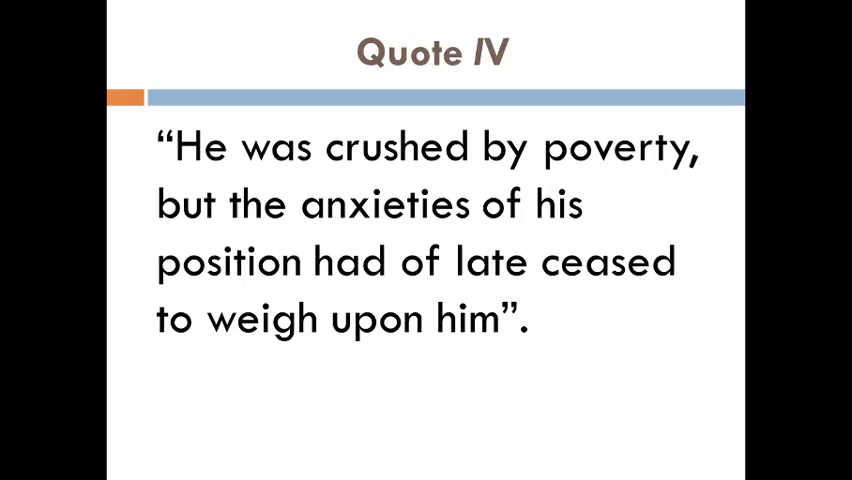 Quote IV
“He was crushed by poverty,
but the anxieties of his
position had of late ceased
to weigh upon him”.